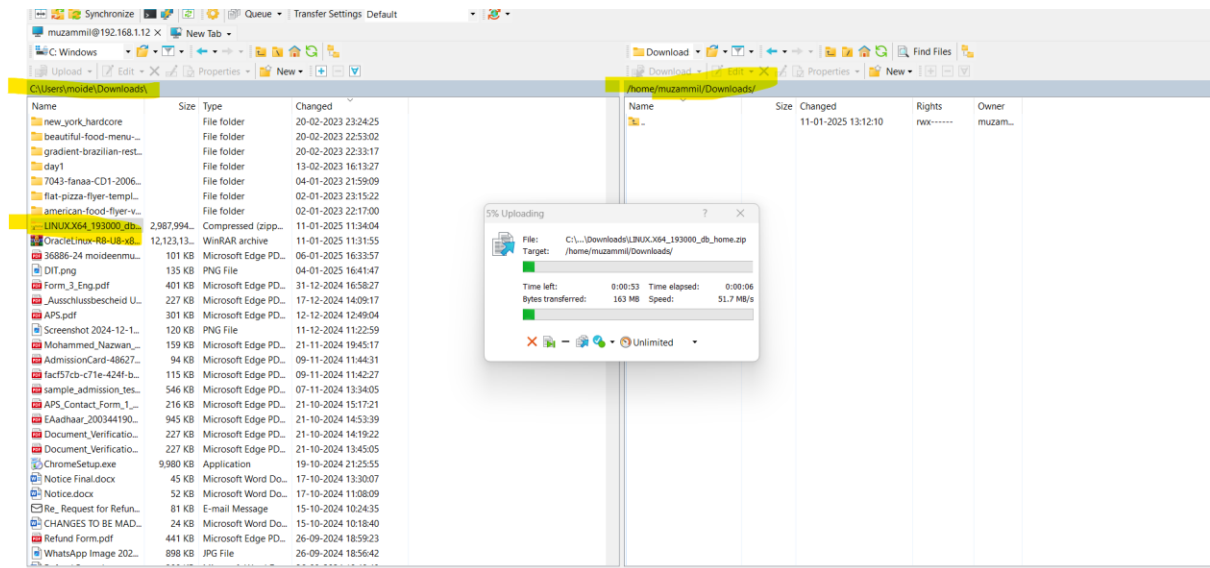 Synchronize Queue Transfer Settings Default
muzammil@192.168.1.12 × New Tab
C: Windows
Upload Edit Properties New
C:\Users\moide\Downloads\
Name Size Type Changed
new_york_hardcore File folder 20-02-2023 23:24:25
beautiful-food-menu-... File folder 20-02-2023 22:53:02
gradient-brazilian-rest... File folder 20-02-2023 22:33:17
day1 File folder 13-02-2023 16:13:27
7043-fanaa-CD1-2006... File folder 04-01-2023 21:59:09
flat-pizza-flyer-templ... File folder 02-01-2023 23:15:22
american-food-flyer-v... File folder 02-01-2023 22:17:00
LINUX.X64_193000_db... 2,987,994... Compressed (zipp... 11-01-2025 11:34:04
OracleLinux-R8-U8-x8... 12,123,13... WinRAR archive 11-01-2025 11:31:55
36886-24 moideenmu... 101 KB Microsoft Edge PD... 06-01-2025 16:33:57
DIT.png 135 KB PNG File 04-01-2025 16:41:47
Form_3_Eng.pdf 401 KB Microsoft Edge PD... 31-12-2024 16:58:27
_Ausschlussbescheid U... 227 KB Microsoft Edge PD... 17-12-2024 14:09:17
APS.pdf 301 KB Microsoft Edge PD... 12-12-2024 12:49:04
Screenshot 2024-12-1... 120 KB PNG File 11-12-2024 11:22:59
Mohammed_Nazwan_... 159 KB Microsoft Edge PD... 21-11-2024 19:45:17
AdmissionCard-48627... 94 KB Microsoft Edge PD... 09-11-2024 11:44:31
facf57cb-c71e-424f-b... 115 KB Microsoft Edge PD... 09-11-2024 11:42:27
sample_admission_tes... 546 KB Microsoft Edge PD... 07-11-2024 13:34:05
APS_Contact_Form_1_... 216 KB Microsoft Edge PD... 21-10-2024 15:17:21
EAadhaar_200344190... 945 KB Microsoft Edge PD... 21-10-2024 14:53:39
Document_Verificatio... 227 KB Microsoft Edge PD... 21-10-2024 14:19:22
Document_Verificatio... 227 KB Microsoft Edge PD... 21-10-2024 13:45:05
ChromeSetup.exe 9,980 KB Application 19-10-2024 21:25:55
Notice Final.docx 45 KB Microsoft Word Do... 17-10-2024 13:30:07
Notice.docx 52 KB Microsoft Word Do... 17-10-2024 11:08:09
Re_ Request for Refun... 81 KB E-mail Message 15-10-2024 10:24:35
CHANGES TO BE MAD... 24 KB Microsoft Word Do... 15-10-2024 10:18:40
Refund Form.pdf 441 KB Microsoft Edge PD... 26-09-2024 18:59:23
WhatsApp Image 202... 898 KB JPG File 26-09-2024 18:56:42
Download Find Files
Download Edit Properties New
/home/muzammil/Downloads/
Name Size Changed Rights Owner
.. 11-01-2025 13:12:10 rwx------ muzam...
5% Uploading ? ×
File: C:\...\Downloads\LINUX.X64_193000_db_home.zip
Target: /home/muzammil/Downloads/
Time left: 0:00:53 Time elapsed: 0:00:06
Bytes transferred: 163 MB Speed: 51.7 MB/s
Unlimited